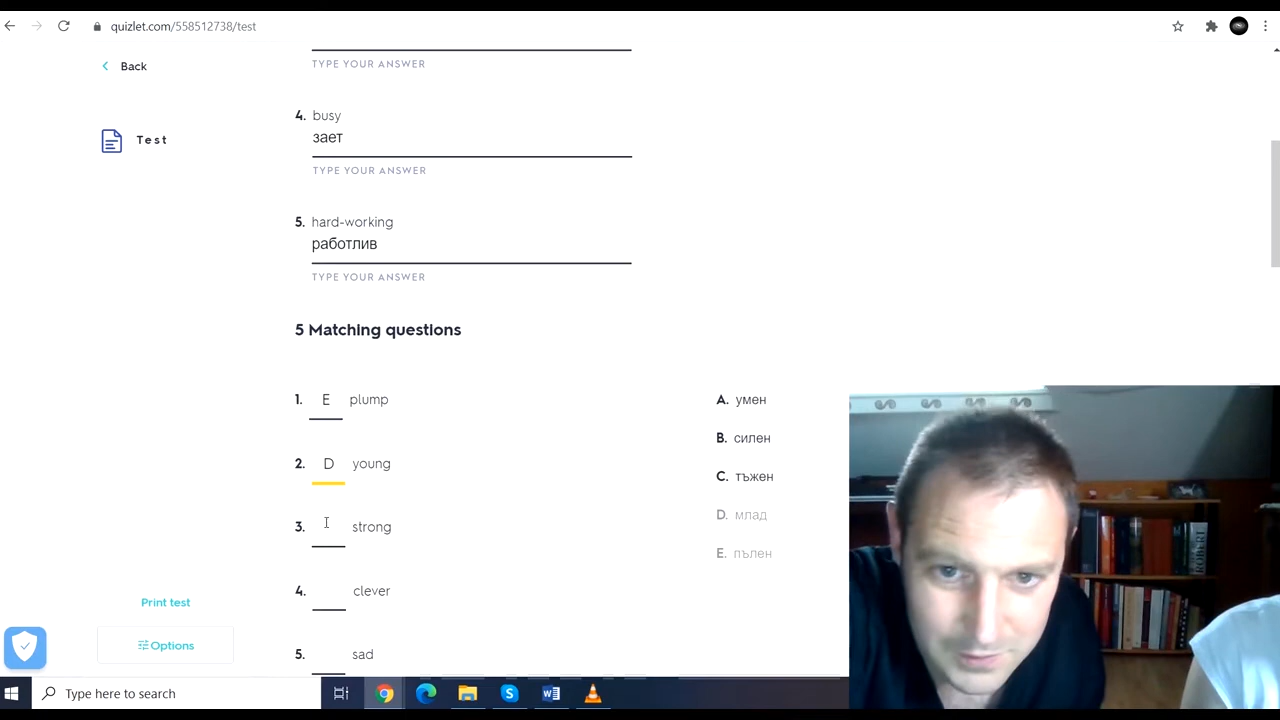 quizlet.com/558512738/test
Back
TYPE YOUR ANSWER
Test
4. busy
зает
TYPE YOUR ANSWER
5. hard-working
работлив
TYPE YOUR ANSWER
5 Matching questions
1. E plump
2. D young
3. strong
4. clever
5. sad
A. умен
B. силен
C. тъжен
D. млад
E. пълен
Print test
Options
Type here to search